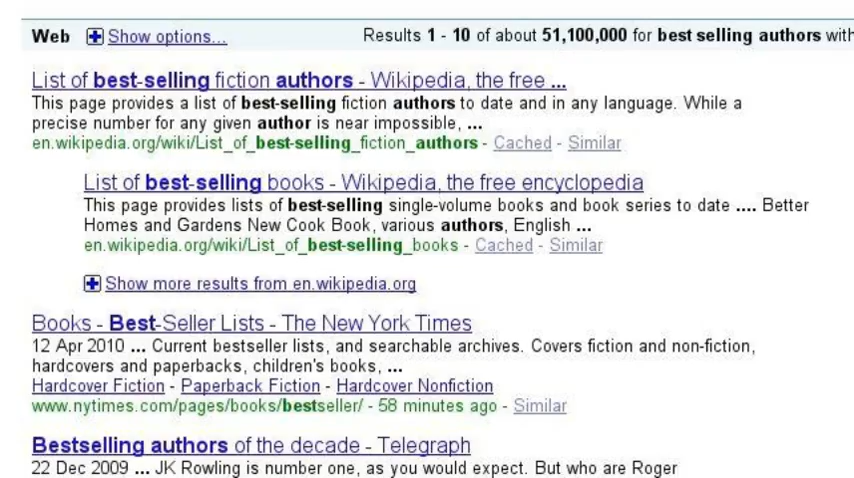 Web Show options... Results 1 - 10 of about 51,100,000 for best selling authors with
List of best-selling fiction authors - Wikipedia, the free ...
This page provides a list of best-selling fiction authors to date and in any language. While a
precise number for any given author is near impossible, ...
en.wikipedia.org/wiki/List_of_best-selling_fiction_authors - Cached - Similar
List of best-selling books - Wikipedia, the free encyclopedia
This page provides lists of best-selling single-volume books and book series to date .... Better
Homes and Gardens New Cook Book, various authors, English ...
en.wikipedia.org/wiki/List_of_best-selling_books - Cached - Similar
Show more results from en.wikipedia.org
Books - Best-Seller Lists - The New York Times
12 Apr 2010 ... Current bestseller lists, and searchable archives. Covers fiction and non-fiction,
hardcovers and paperbacks, children's books, ...
Hardcover Fiction - Paperback Fiction - Hardcover Nonfiction
www.nytimes.com/pages/books/bestseller/ - 58 minutes ago - Similar
Bestselling authors of the decade - Telegraph
22 Dec 2009 ... JK Rowling is number one, as you would expect. But who are Roger